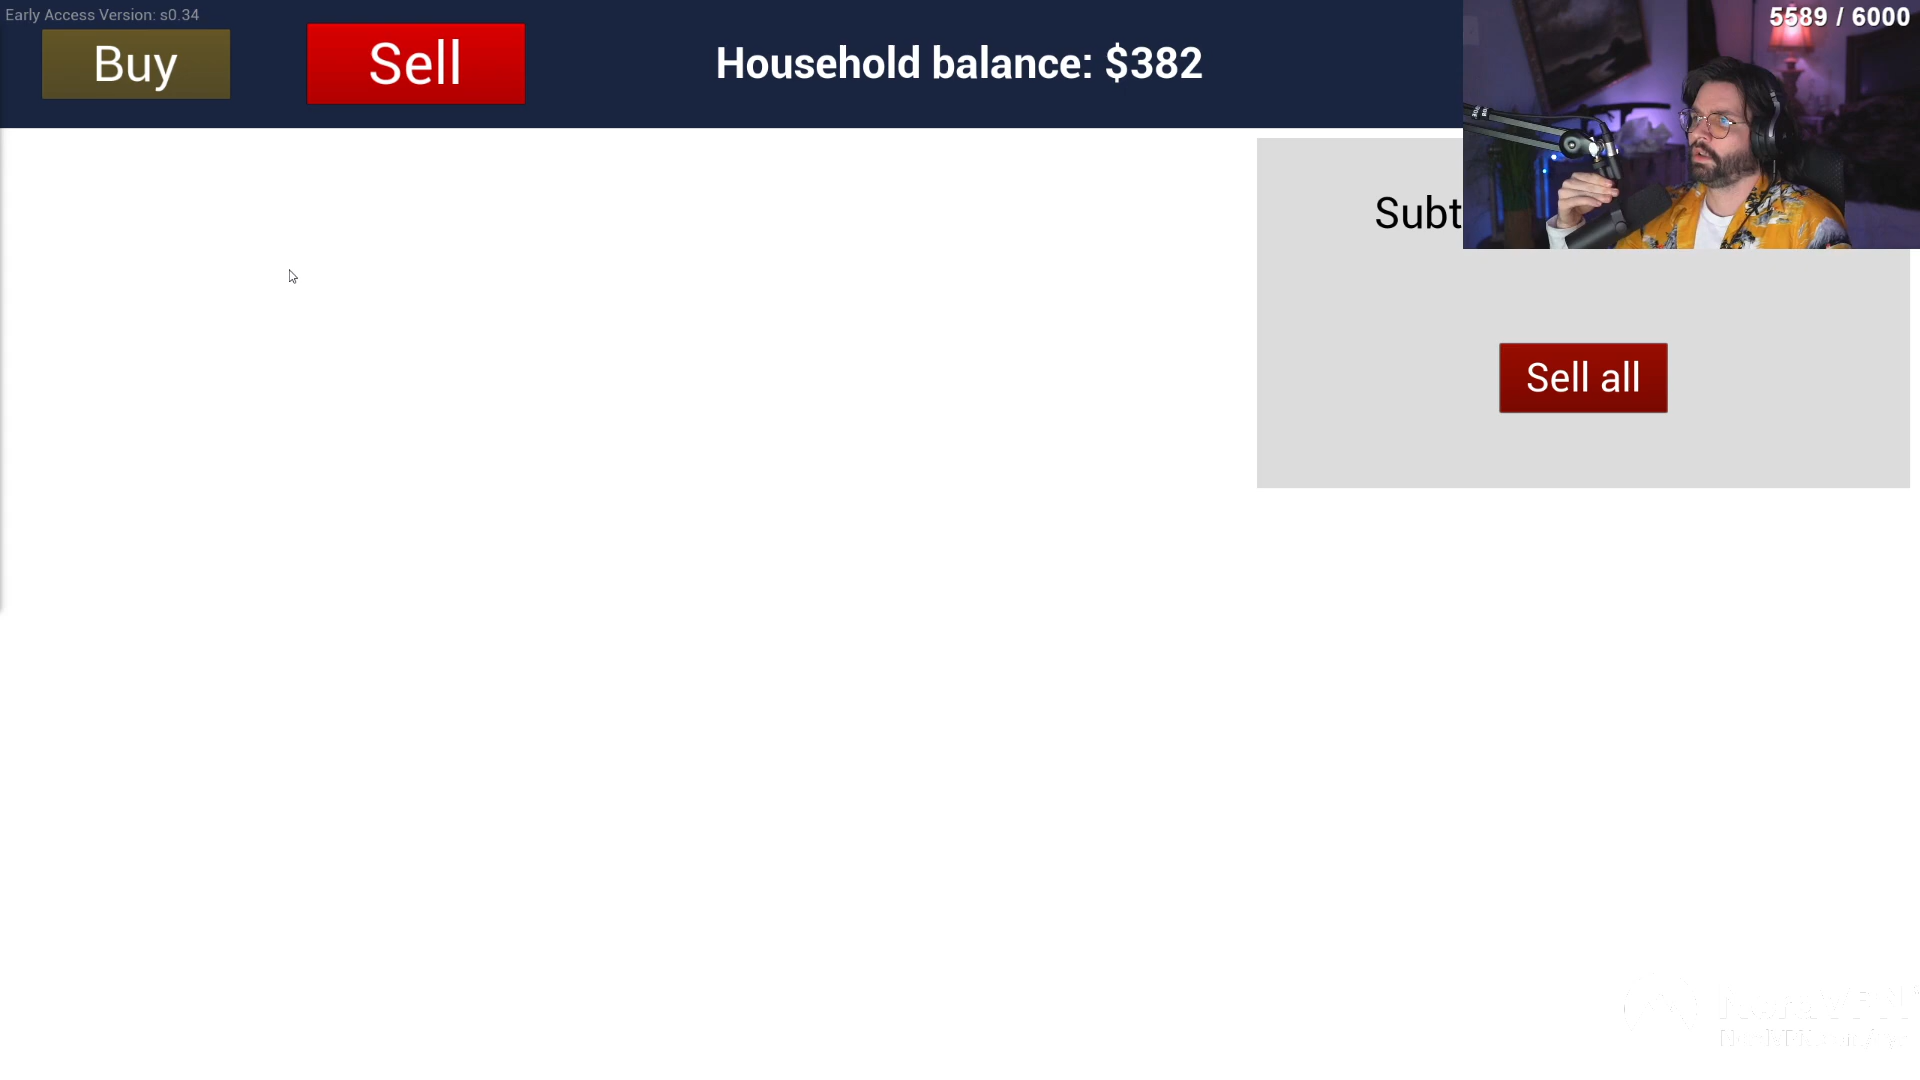 Early Access Version: s0.34
5589 / 6000
Buy
Sell
Household balance: $382
Subt
Sell all